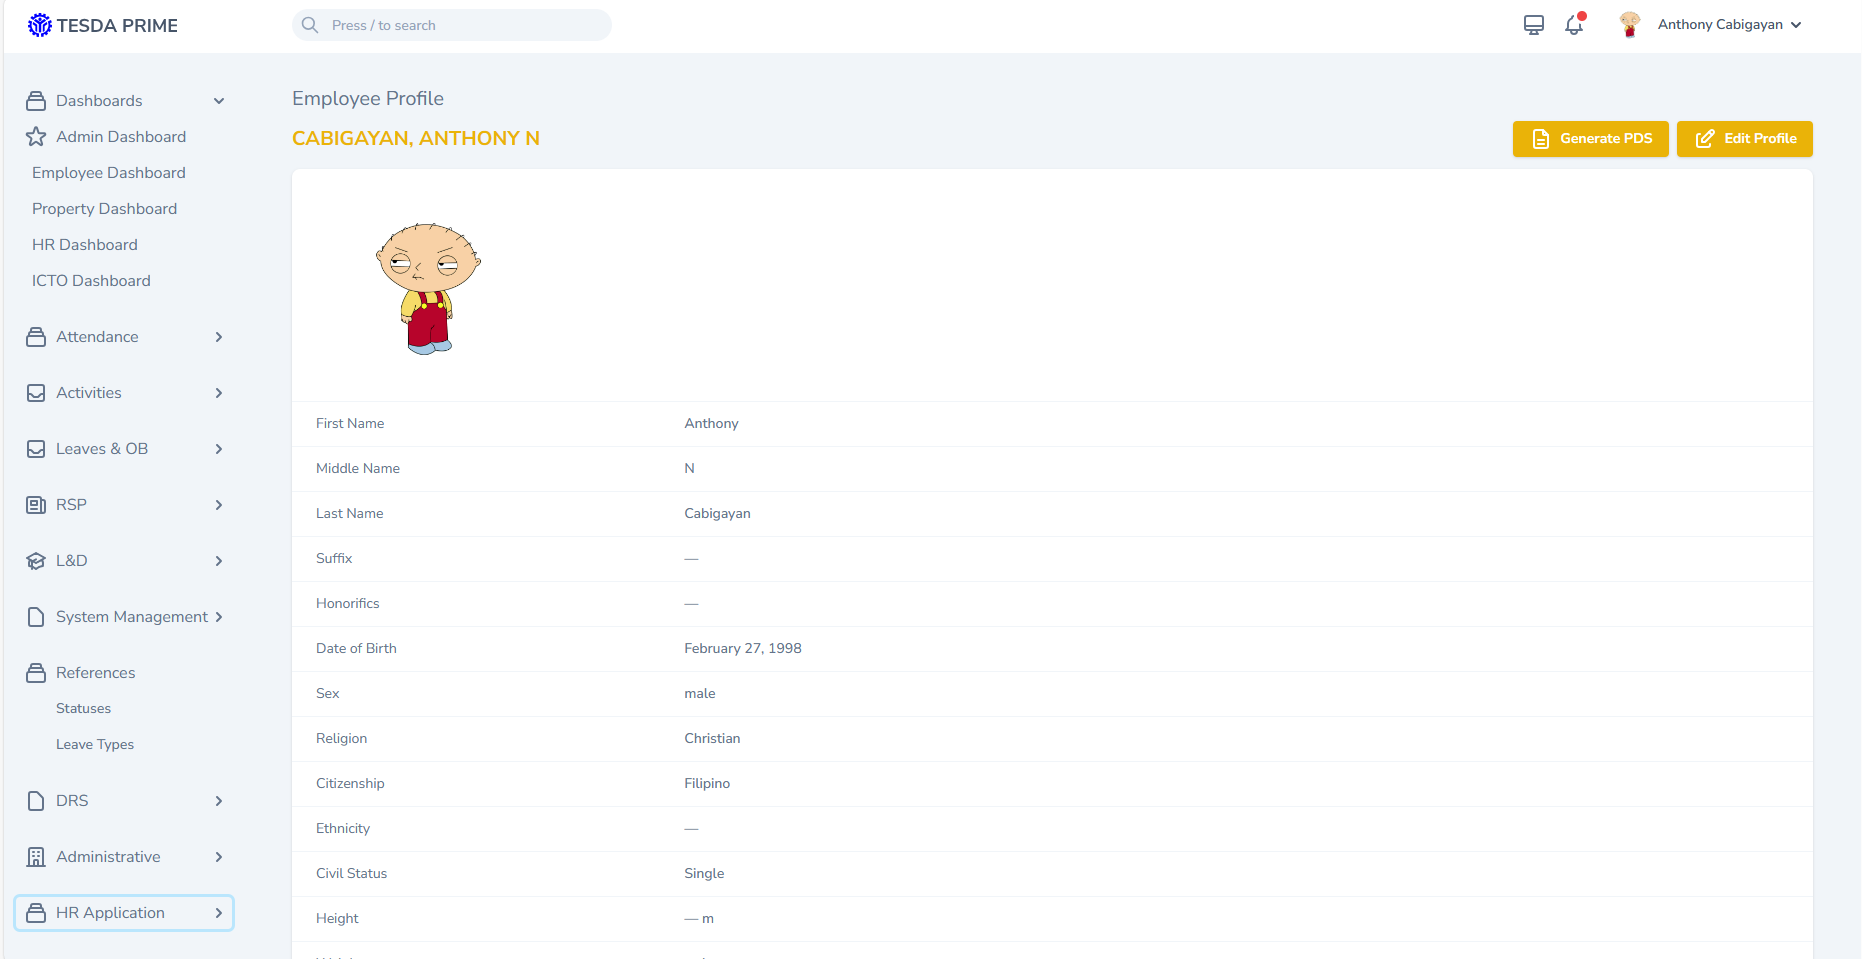 TESDA PRIME
Press / to search
Anthony Cabigayan
Dashboards
Admin Dashboard
Employee Dashboard
Property Dashboard
HR Dashboard
ICTO Dashboard
Attendance
Activities
Leaves & OB
RSP
L&D
System Management
References
Statuses
Leave Types
DRS
Administrative
HR Application
Employee Profile
CABIGAYAN, ANTHONY N
Generate PDS
Edit Profile
First Name Anthony
Middle Name N
Last Name Cabigayan
Suffix —
Honorifics —
Date of Birth February 27, 1998
Sex male
Religion Christian
Citizenship Filipino
Ethnicity —
Civil Status Single
Height — m